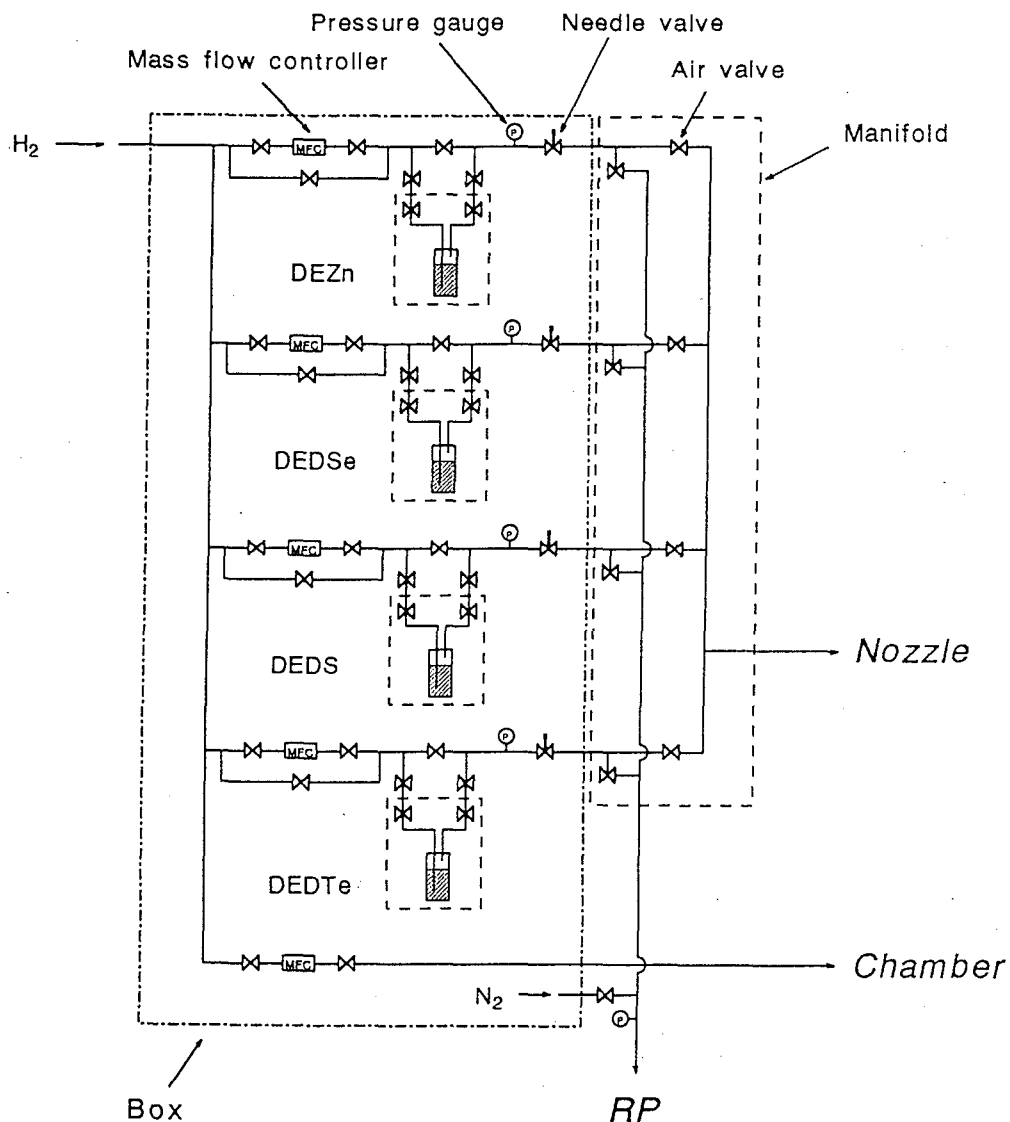 Pressure gauge
Needle valve
Mass flow controller
Air valve
Manifold
H₂
MFC
P
DEZn
MFC
P
DEDSe
MFC
P
DEDS
Nozzle
MFC
P
DEDTe
MFC
Chamber
N₂
P
Box
RP